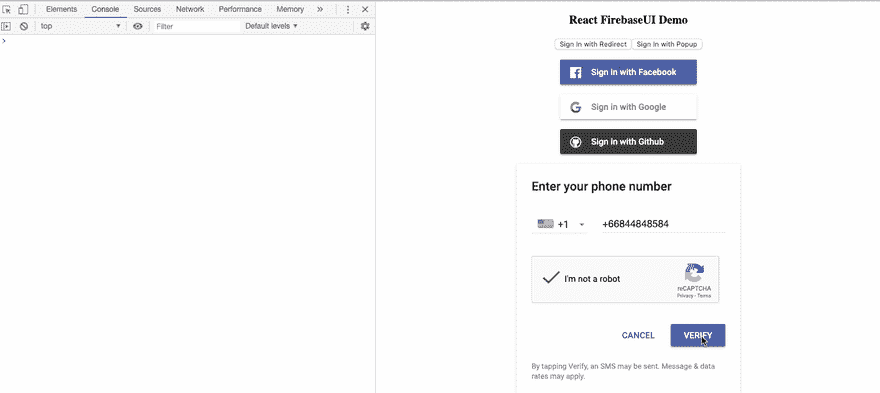 Elements Console Sources Network Performance Memory »
top Filter Default levels
>
React FirebaseUI Demo
Sign In with Redirect Sign In with Popup
Sign in with Facebook
Sign in with Google
Sign in with Github
Enter your phone number
+1 +66844848584
I'm not a robot
reCAPTCHA
Privacy - Terms
CANCEL VERIFY
By tapping Verify, an SMS may be sent. Message & data
rates may apply.